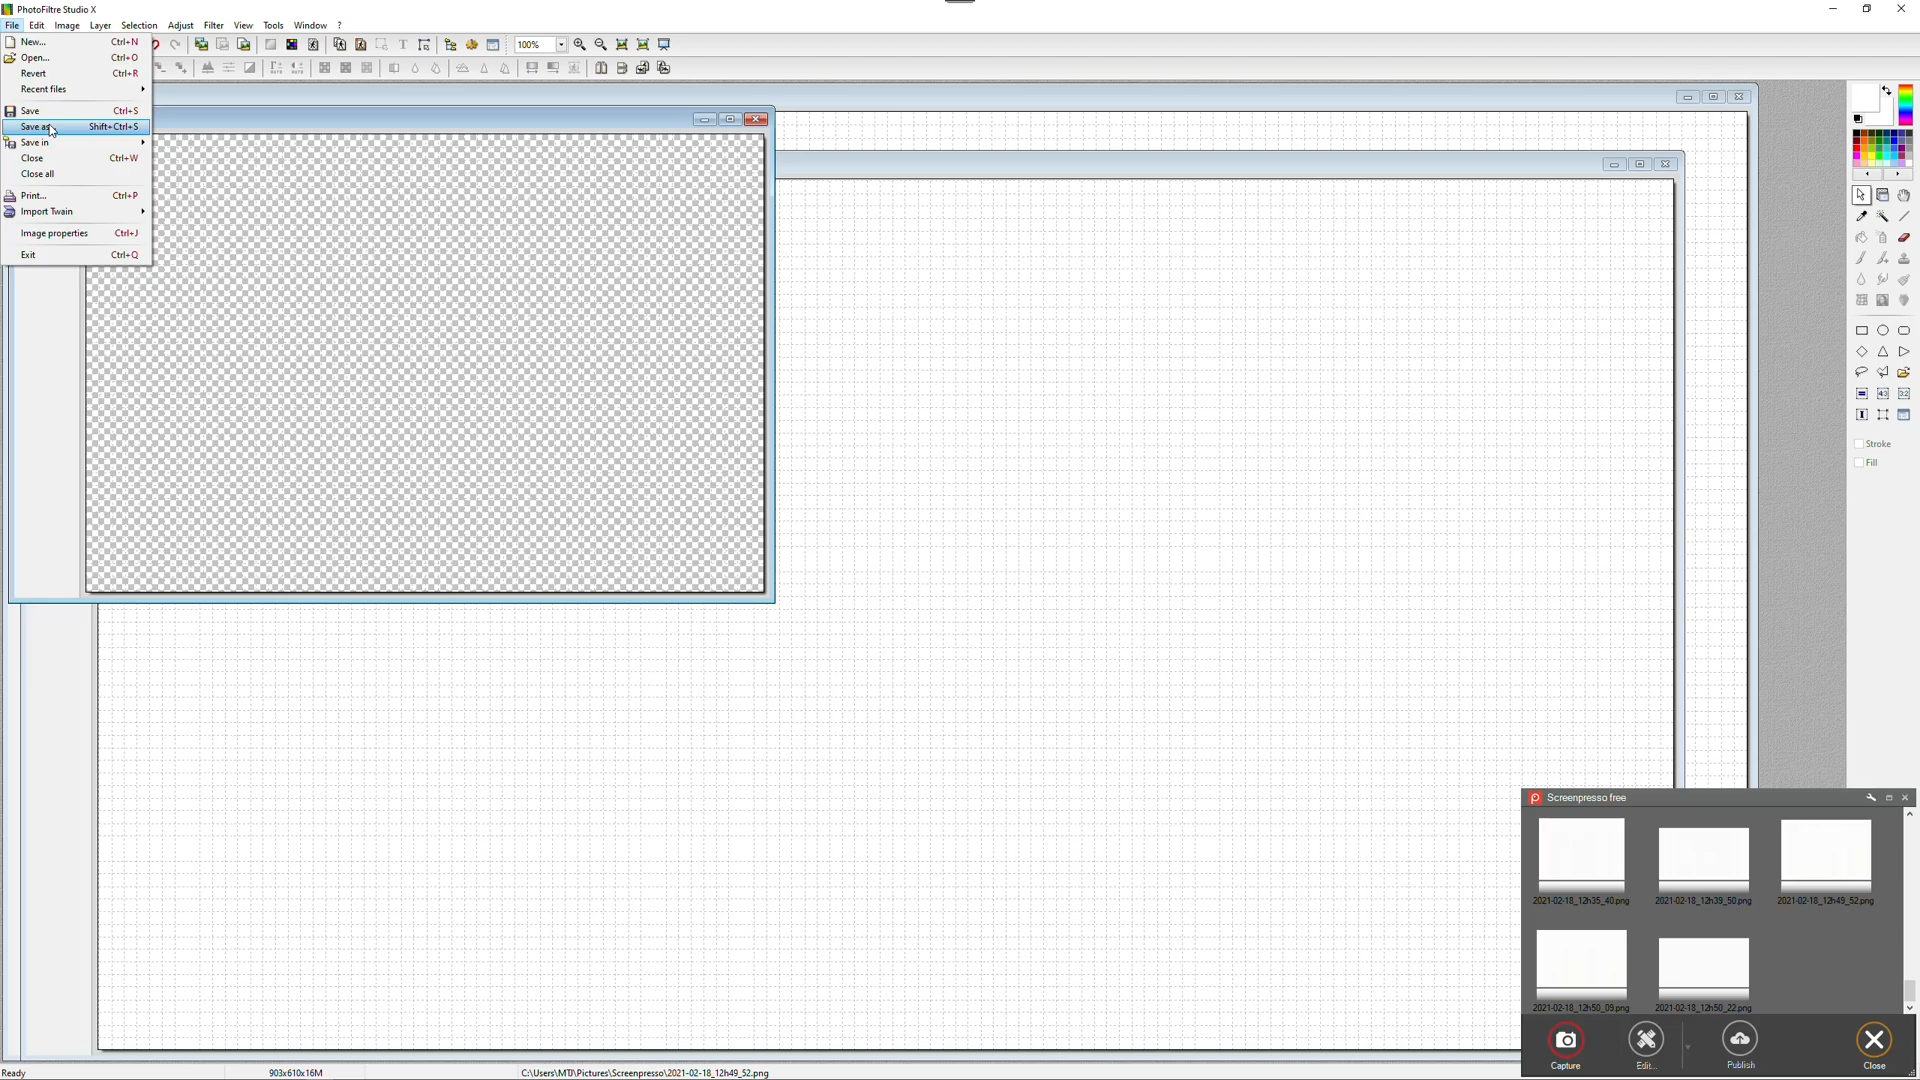 PhotoFiltre Studio X
File Edit Image Layer Selection Adjust Filter View Tools Window ?
New... Ctrl+N
Open... Ctrl+O
Revert Ctrl+R
Recent files
Save Ctrl+S
Save as Shift+Ctrl+S
Save in
Close Ctrl+W
Close all
Print... Ctrl+P
Import Twain
Image properties Ctrl+J
Exit Ctrl+Q
100%
Stroke
Fill
Screenpresso free
2021-02-18_12h35_40.png 2021-02-18_12h39_50.png 2021-02-18_12h49_52.png
2021-02-18_12h50_09.png 2021-02-18_12h50_22.png
Capture Edit... Publish Close
Ready 903x610x16M C:\Users\MTJ\Pictures\Screenpresso\2021-02-18_12h49_52.png